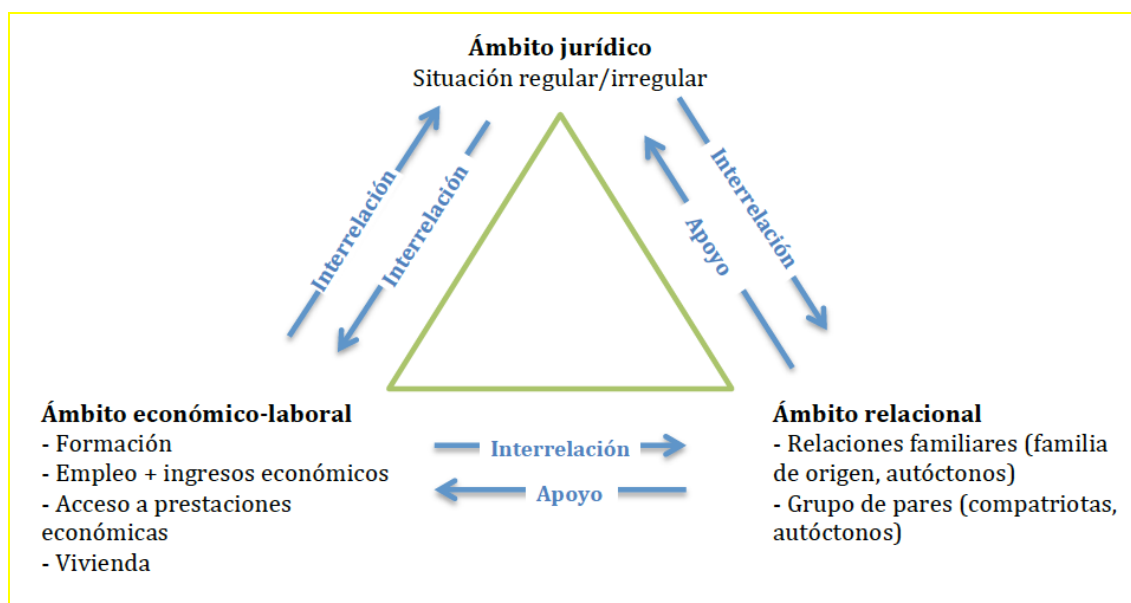 Ámbito jurídico
Situación regular/irregular
Interrelación
Interrelación
Interrelación
Apoyo
Ámbito económico-laboral
- Formación
- Empleo + ingresos económicos
- Acceso a prestaciones
económicas
- Vivienda
Interrelación
Apoyo
Ámbito relacional
- Relaciones familiares (familia
de origen, autóctonos)
- Grupo de pares (compatriotas,
autóctonos)